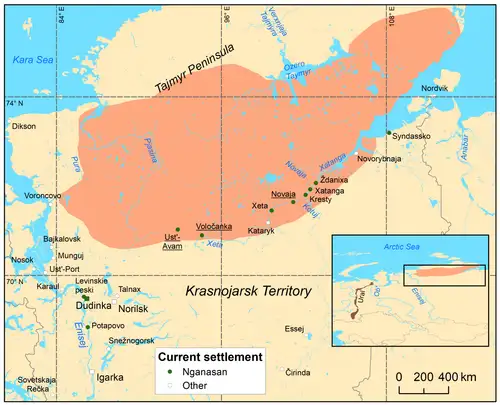 84° E
96° E
108° E
Kara Sea
Tajmyr Peninsula
Verxnjaja
Tajmyra
Ozero
Taymyr
74° N
Nordvik
Dikson
Pura
Pjasina
Syndassko
Anabar
Xatanga
Novorybnaja
Novaja
Ždanixa
Xatanga
Kresty
Novaja
Kotuj
Voroncovo
Xeta
Voločanka
Ust'-
Avam
Kataryk
Xeta
Bajkalovsk
Nosok
Munguj
Ust'-Port
70° N
Karaul
Levinskie
peski
Talnax
Dudinka
Norilsk
Krasnojarsk Territory
Potapovo
Enisej
Snežnogorsk
Essej
Igarka
Čirinda
Sovetskaja
Rečka
Current settlement
Nganasan
Other
Arctic Sea
Ural
Ob'
Enisej
0
200
400 km